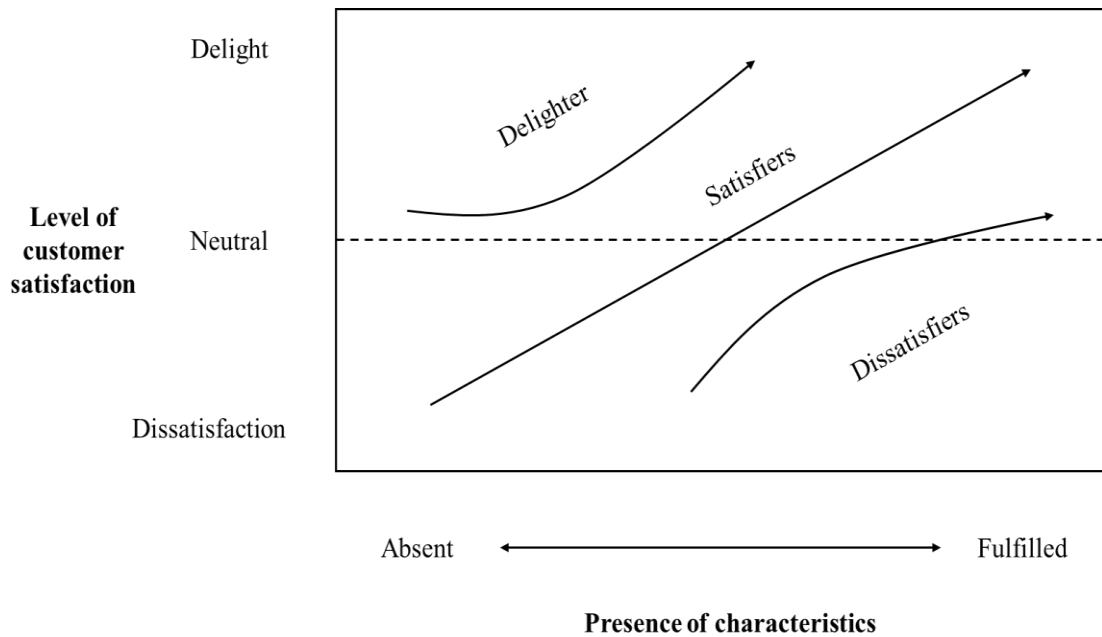 Delight
Delighter
Satisfiers
Level of
customer
satisfaction
Neutral
Dissatisfiers
Dissatisfaction
Absent
Fulfilled
Presence of characteristics